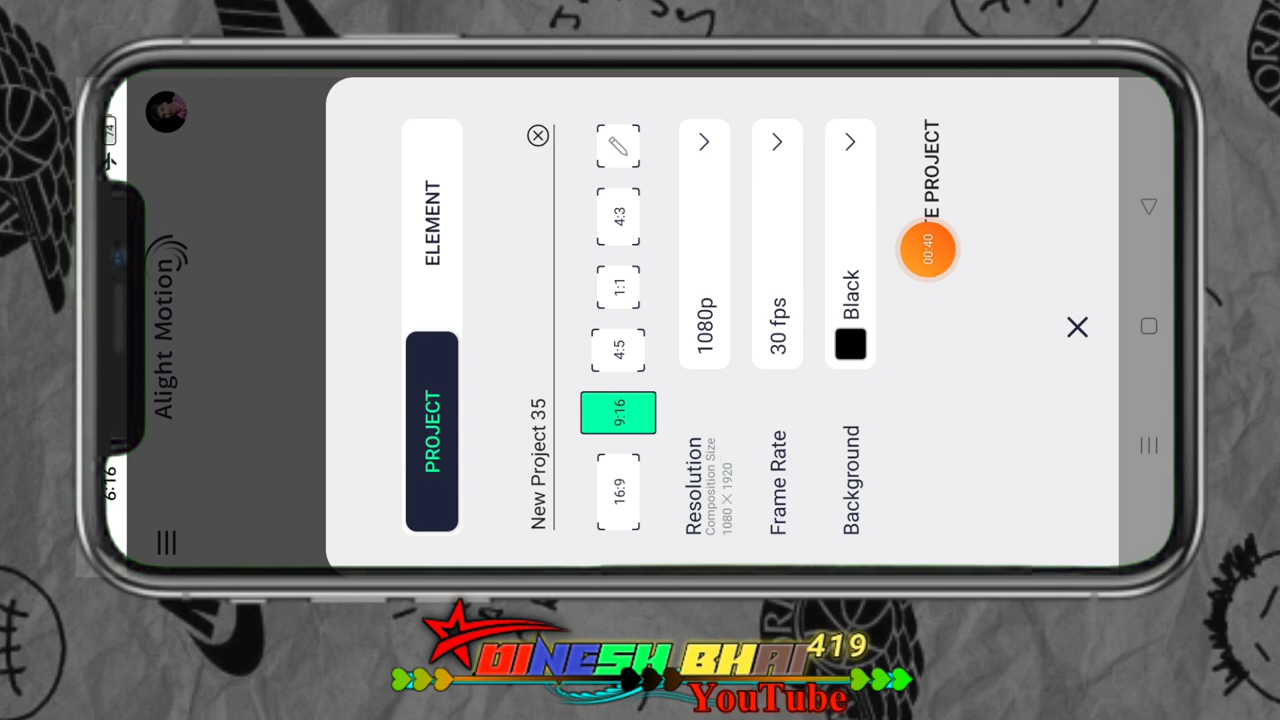 6:16
74
Alight Motion
PROJECT
ELEMENT
New Project 35
16:9
9:16
4:5
1:1
4:3
Resolution
Composition Size
1080 X 1920
1080p
Frame Rate
30 fps
Background
Black
E PROJECT
00:40
DINESH BHAI 419
YouTube